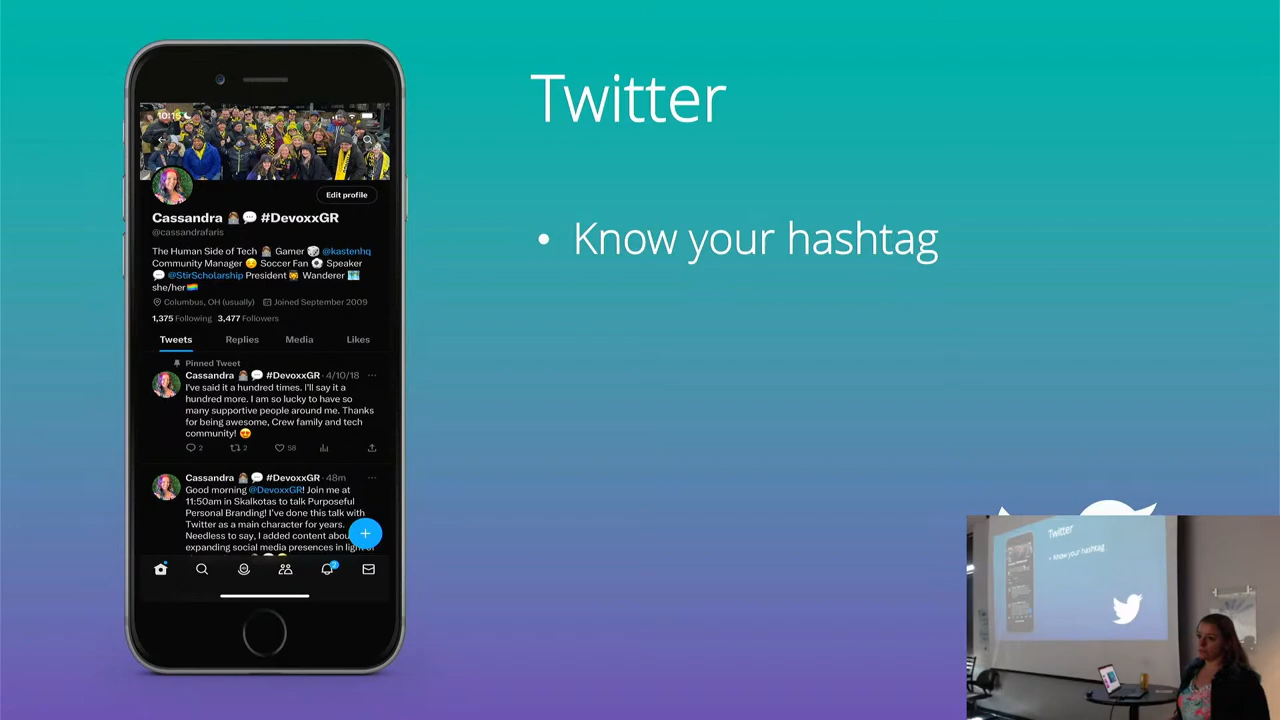 Twitter
• Know your hashtag
10:15
Edit profile
Cassandra 👩🏽‍💻 💬 #DevoxxGR
@cassandrafaris
The Human Side of Tech 👩🏽‍💻 Gamer 🎲 @kastenhq
Community Manager 😊 Soccer Fan ⚽ Speaker
💬 @StirScholarship President 👩‍🎓 Wanderer 🗺️
she/her🏳️‍🌈
Columbus, OH (usually) Joined September 2009
1,375 Following 3,477 Followers
Tweets Replies Media Likes
Pinned Tweet
Cassandra 👩🏽‍💻 💬 #DevoxxGR · 4/10/18 ...
I've said it a hundred times. I'll say it a
hundred more. I am so lucky to have so
many supportive people around me. Thanks
for being awesome, Crew family and tech
community! 😍
2 2 58
Cassandra 👩🏽‍💻 💬 #DevoxxGR · 48m ...
Good morning @DevoxxGR! Join me at
11:50am in Skalkotas to talk Purposeful
Personal Branding! I've done this talk with
Twitter as a main character for years.
Needless to say, I added content about
expanding social media presences in light of
2
Twitter
• Know your hashtag